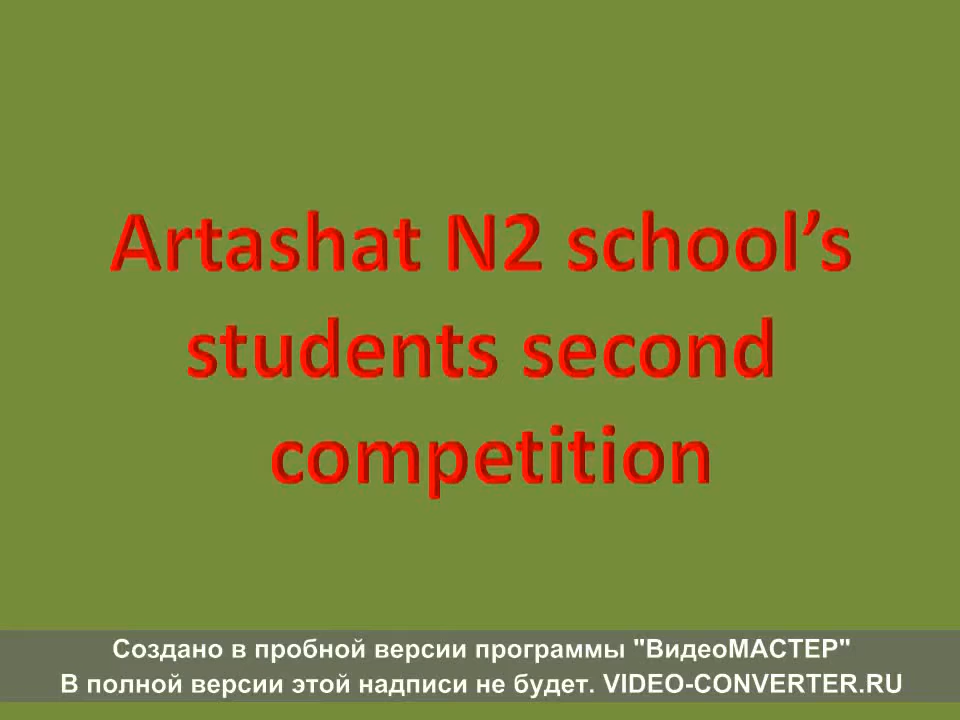 Artashat N2 school’s
students second
competition
Создано в пробной версии программы "ВидеоМАСТЕР"
В полной версии этой надписи не будет. VIDEO-CONVERTER.RU